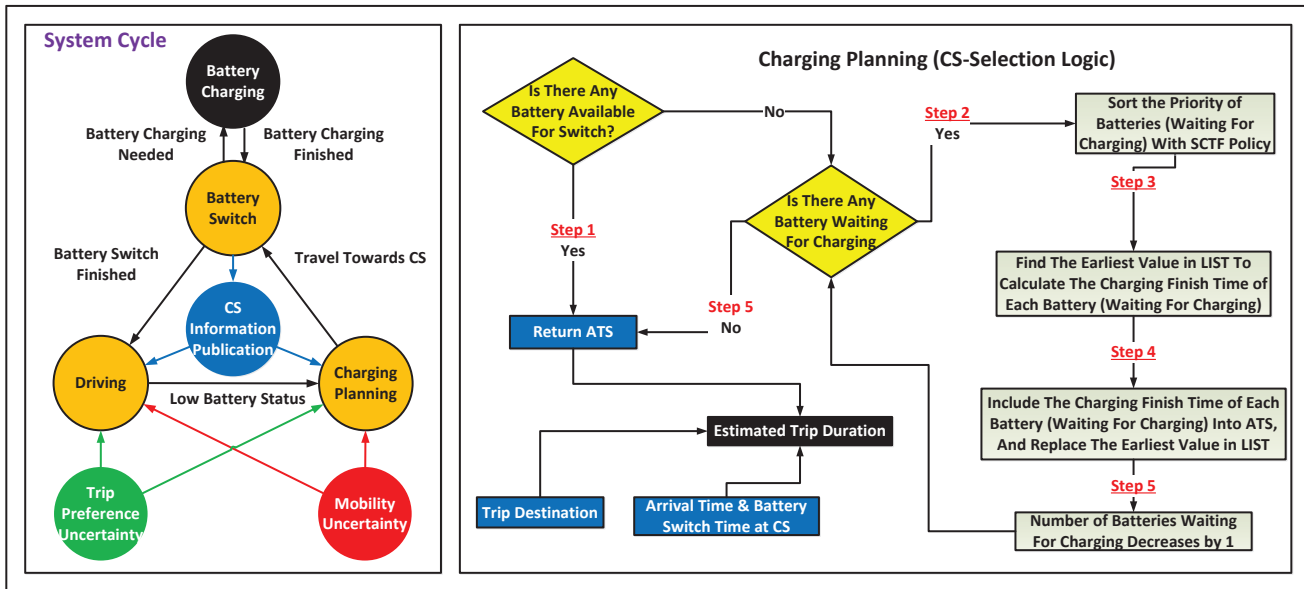 System Cycle
Battery
Charging
Battery Charging
Needed
Battery Charging
Finished
Battery
Switch
Battery Switch
Finished
Travel Towards CS
CS
Information
Publication
Driving
Charging
Planning
Low Battery Status
Trip
Preference
Uncertainty
Mobility
Uncertainty
Charging Planning (CS-Selection Logic)
Is There Any
Battery Available
For Switch?
No
Step 1
Yes
Is There Any
Battery Waiting
For Charging
Step 2
Yes
Sort the Priority of
Batteries (Waiting For
Charging) With SCTF Policy
Step 3
Find The Earliest Value in LIST To
Calculate The Charging Finish Time of
Each Battery (Waiting For Charging)
Step 4
Include The Charging Finish Time of Each
Battery (Waiting For Charging) Into ATS,
And Replace The Earliest Value in LIST
Step 5
Number of Batteries Waiting
For Charging Decreases by 1
Step 5
No
Return ATS
Estimated Trip Duration
Trip Destination
Arrival Time & Battery
Switch Time at CS